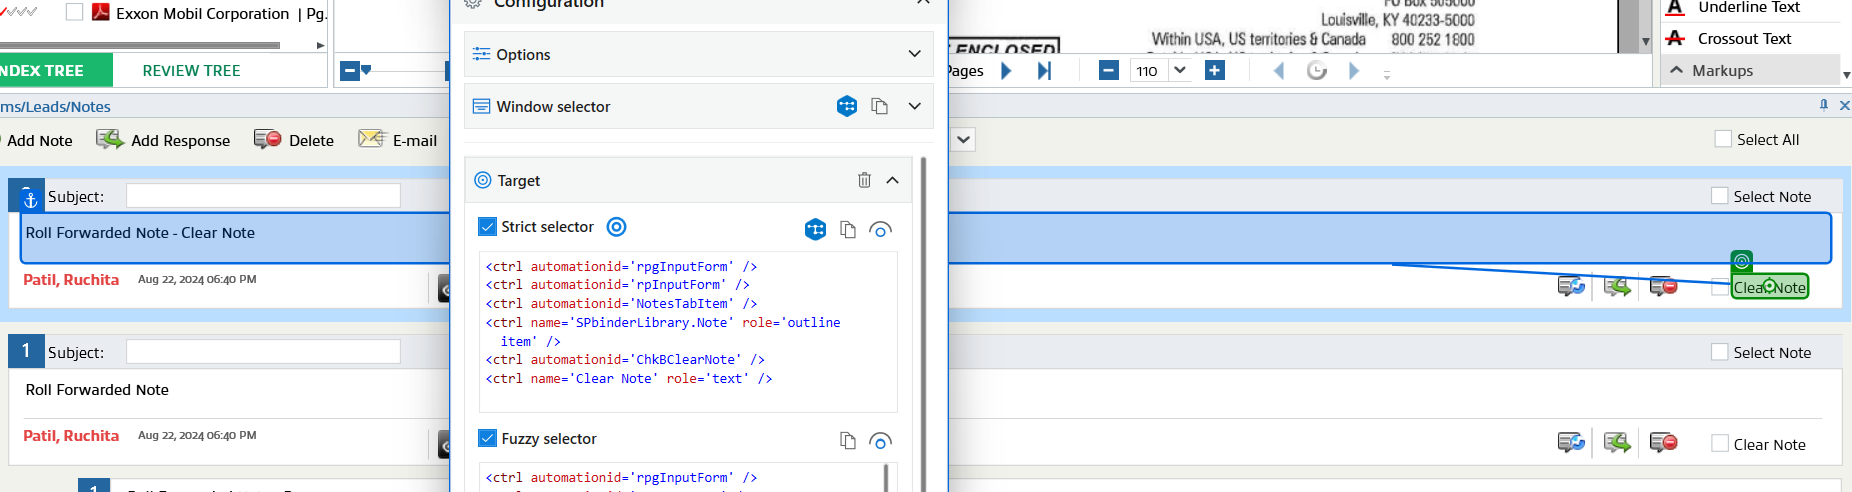 Exxon Mobil Corporation | Pg.
INDEX TREE
REVIEW TREE
Configuration
Options
Window selector
Target
Strict selector
<ctrl automationid='rpgInputForm' />
<ctrl automationid='rpInputForm' />
<ctrl automationid='NotesTabItem' />
<ctrl name='SPbinderLibrary.Note' role='outline
item' />
<ctrl automationid='ChkBClearNote' />
<ctrl name='Clear Note' role='text' />
Fuzzy selector
<ctrl automationid='rpgInputForm' />
PO Box 505000
Louisville, KY 40233-5000
Within USA, US territories & Canada 800 252 1800
ENCLOSED
Pages
110
Underline Text
Crossout Text
Markups
ms/Leads/Notes
Add Note
Add Response
Delete
E-mail
Select All
Subject:
Select Note
Roll Forwarded Note - Clear Note
Patil, Ruchita Aug 22, 2024 06:40 PM
Clear Note
1
Subject:
Select Note
Roll Forwarded Note
Patil, Ruchita Aug 22, 2024 06:40 PM
Clear Note
1